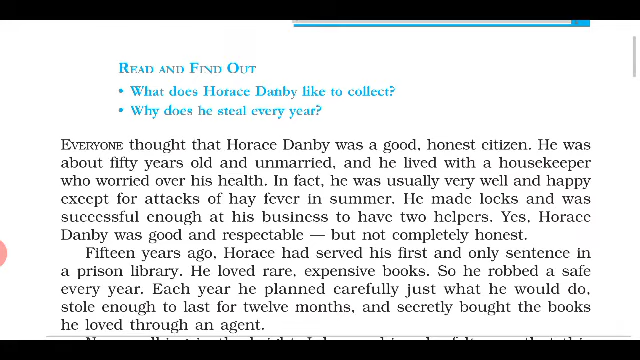 READ AND FIND OUT
• What does Horace Danby like to collect?
• Why does he steal every year?
EVERYONE thought that Horace Danby was a good, honest citizen. He was
about fifty years old and unmarried, and he lived with a housekeeper
who worried over his health. In fact, he was usually very well and happy
except for attacks of hay fever in summer. He made locks and was
successful enough at his business to have two helpers. Yes, Horace
Danby was good and respectable — but not completely honest.
Fifteen years ago, Horace had served his first and only sentence in
a prison library. He loved rare, expensive books. So he robbed a safe
every year. Each year he planned carefully just what he would do,
stole enough to last for twelve months, and secretly bought the books
he loved through an agent.